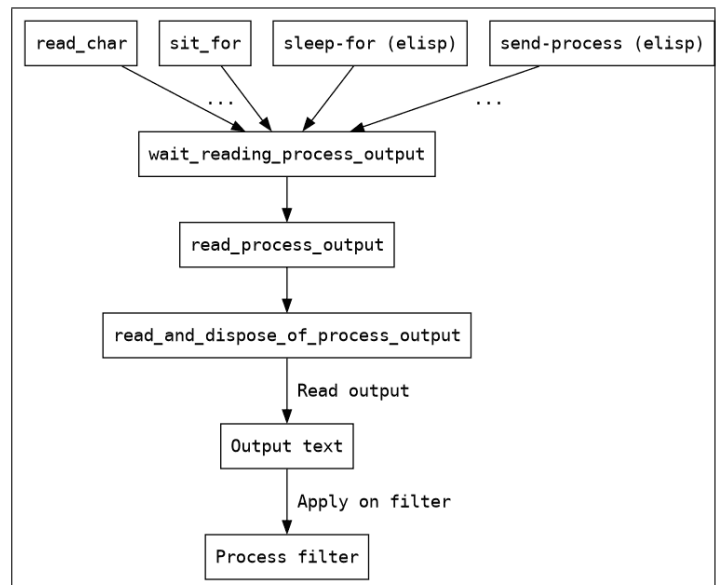 read_char sit_for sleep-for (elisp) send-process (elisp)
... ...
wait_reading_process_output
read_process_output
read_and_dispose_of_process_output
Read output
Output text
Apply on filter
Process filter